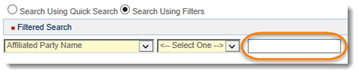 Search Using Quick Search Search Using Filters
Filtered Search
Affiliated Party Name <-- Select One -->